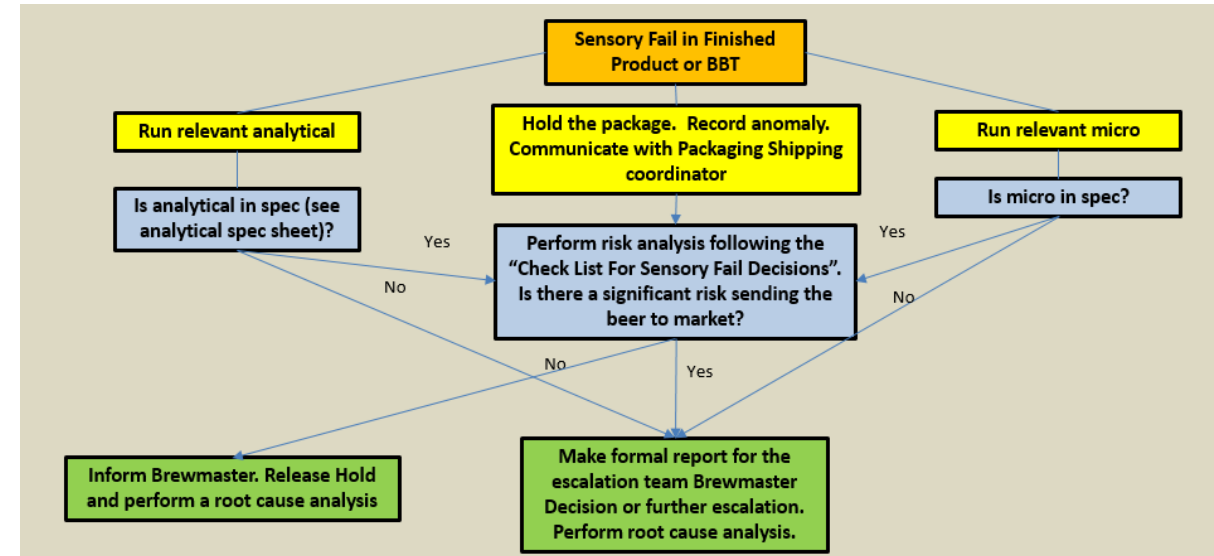 Sensory Fail in Finished
Product or BBT
Run relevant analytical
Hold the package. Record anomaly.
Communicate with Packaging Shipping
coordinator
Run relevant micro
Is analytical in spec (see
analytical spec sheet)?
Is micro in spec?
Yes
Yes
Perform risk analysis following the
“Check List For Sensory Fail Decisions”.
Is there a significant risk sending the
beer to market?
No
No
No
Yes
Inform Brewmaster. Release Hold
and perform a root cause analysis
Make formal report for the
escalation team Brewmaster
Decision or further escalation.
Perform root cause analysis.